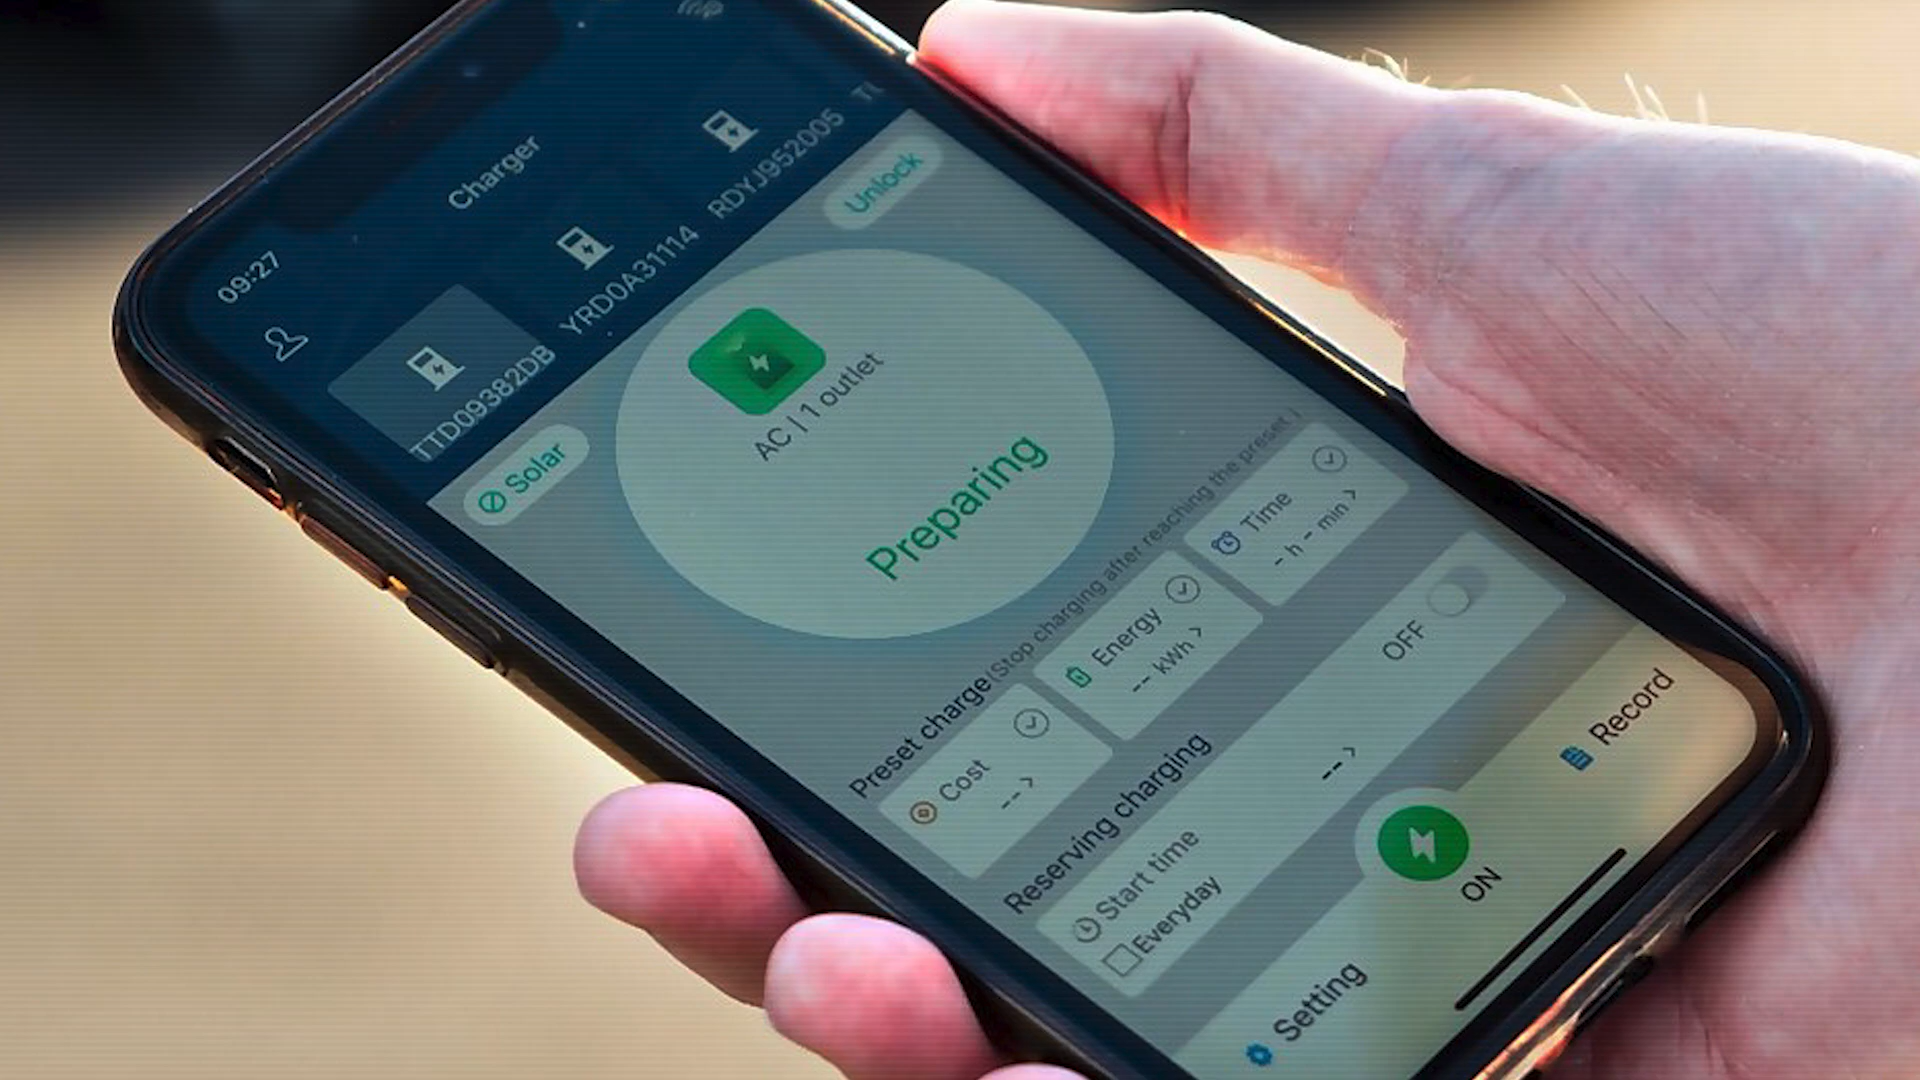 09:27
Charger
TTD09382DB
YRD0A31114
RDYJ952005
Solar
Unlock
AC | 1 outlet
Preparing
Preset charge(Stop charging after reaching the preset
Cost
-- >
Energy
-- kWh >
Time
- h - min >
Reserving charging
OFF
Start time
-- >
Everyday
Setting
ON
Record